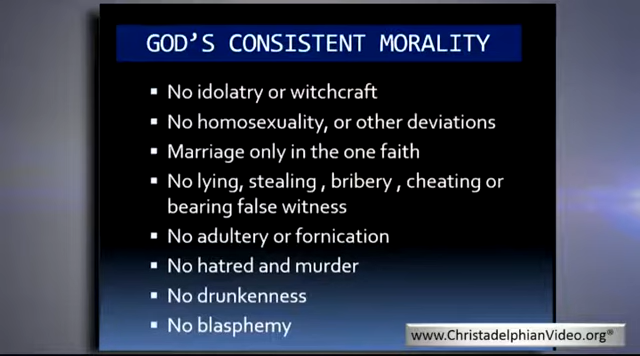 GOD'S CONSISTENT MORALITY
▪ No idolatry or witchcraft
▪ No homosexuality, or other deviations
▪ Marriage only in the one faith
▪ No lying, stealing , bribery , cheating or
bearing false witness
▪ No adultery or fornication
▪ No hatred and murder
▪ No drunkenness
▪ No blasphemy
www.ChristadelphianVideo.org®